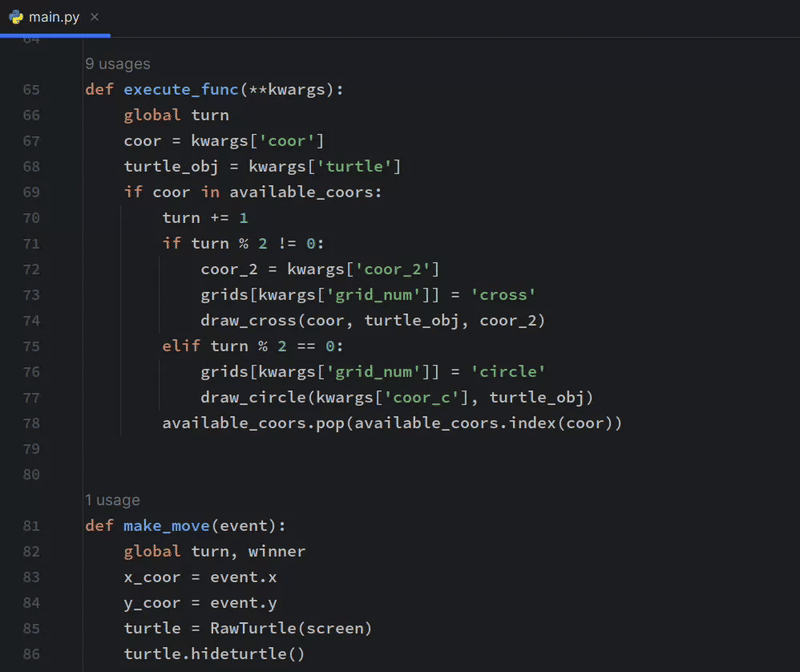 main.py ×
64
9 usages
65 def execute_func(**kwargs):
66 global turn
67 coor = kwargs['coor']
68 turtle_obj = kwargs['turtle']
69 if coor in available_coors:
70 turn += 1
71 if turn % 2 != 0:
72 coor_2 = kwargs['coor_2']
73 grids[kwargs['grid_num']] = 'cross'
74 draw_cross(coor, turtle_obj, coor_2)
75 elif turn % 2 == 0:
76 grids[kwargs['grid_num']] = 'circle'
77 draw_circle(kwargs['coor_c'], turtle_obj)
78 available_coors.pop(available_coors.index(coor))
79
80
1 usage
81 def make_move(event):
82 global turn, winner
83 x_coor = event.x
84 y_coor = event.y
85 turtle = RawTurtle(screen)
86 turtle.hideturtle()